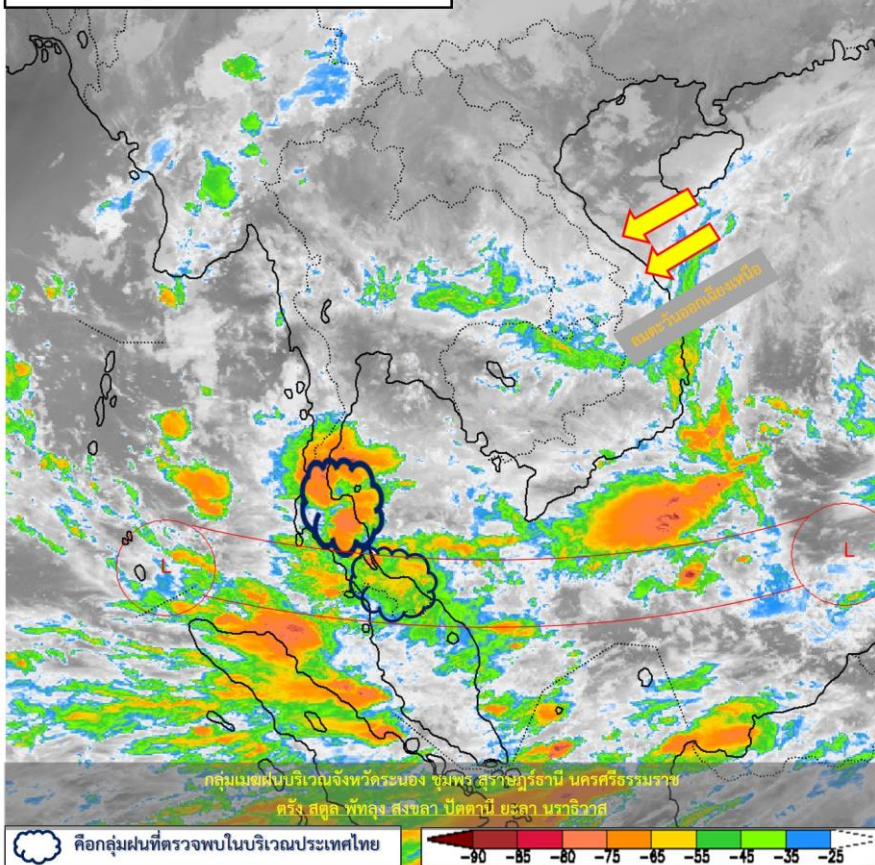 ลมตะวันออกเฉียงเหนือ
L
L
กลุ่มเมฆฝนบริเวณจังหวัดระนอง ชุมพร สุราษฎร์ธานี นครศรีธรรมราช
ตรัง สตูล พัทลุง สงขลา ปัตตานี ยะลา นราธิวาส
คือกลุ่มฝนที่ตรวจพบในบริเวณประเทศไทย
-90 -85 -80 -75 -65 -55 -45 -35 -25